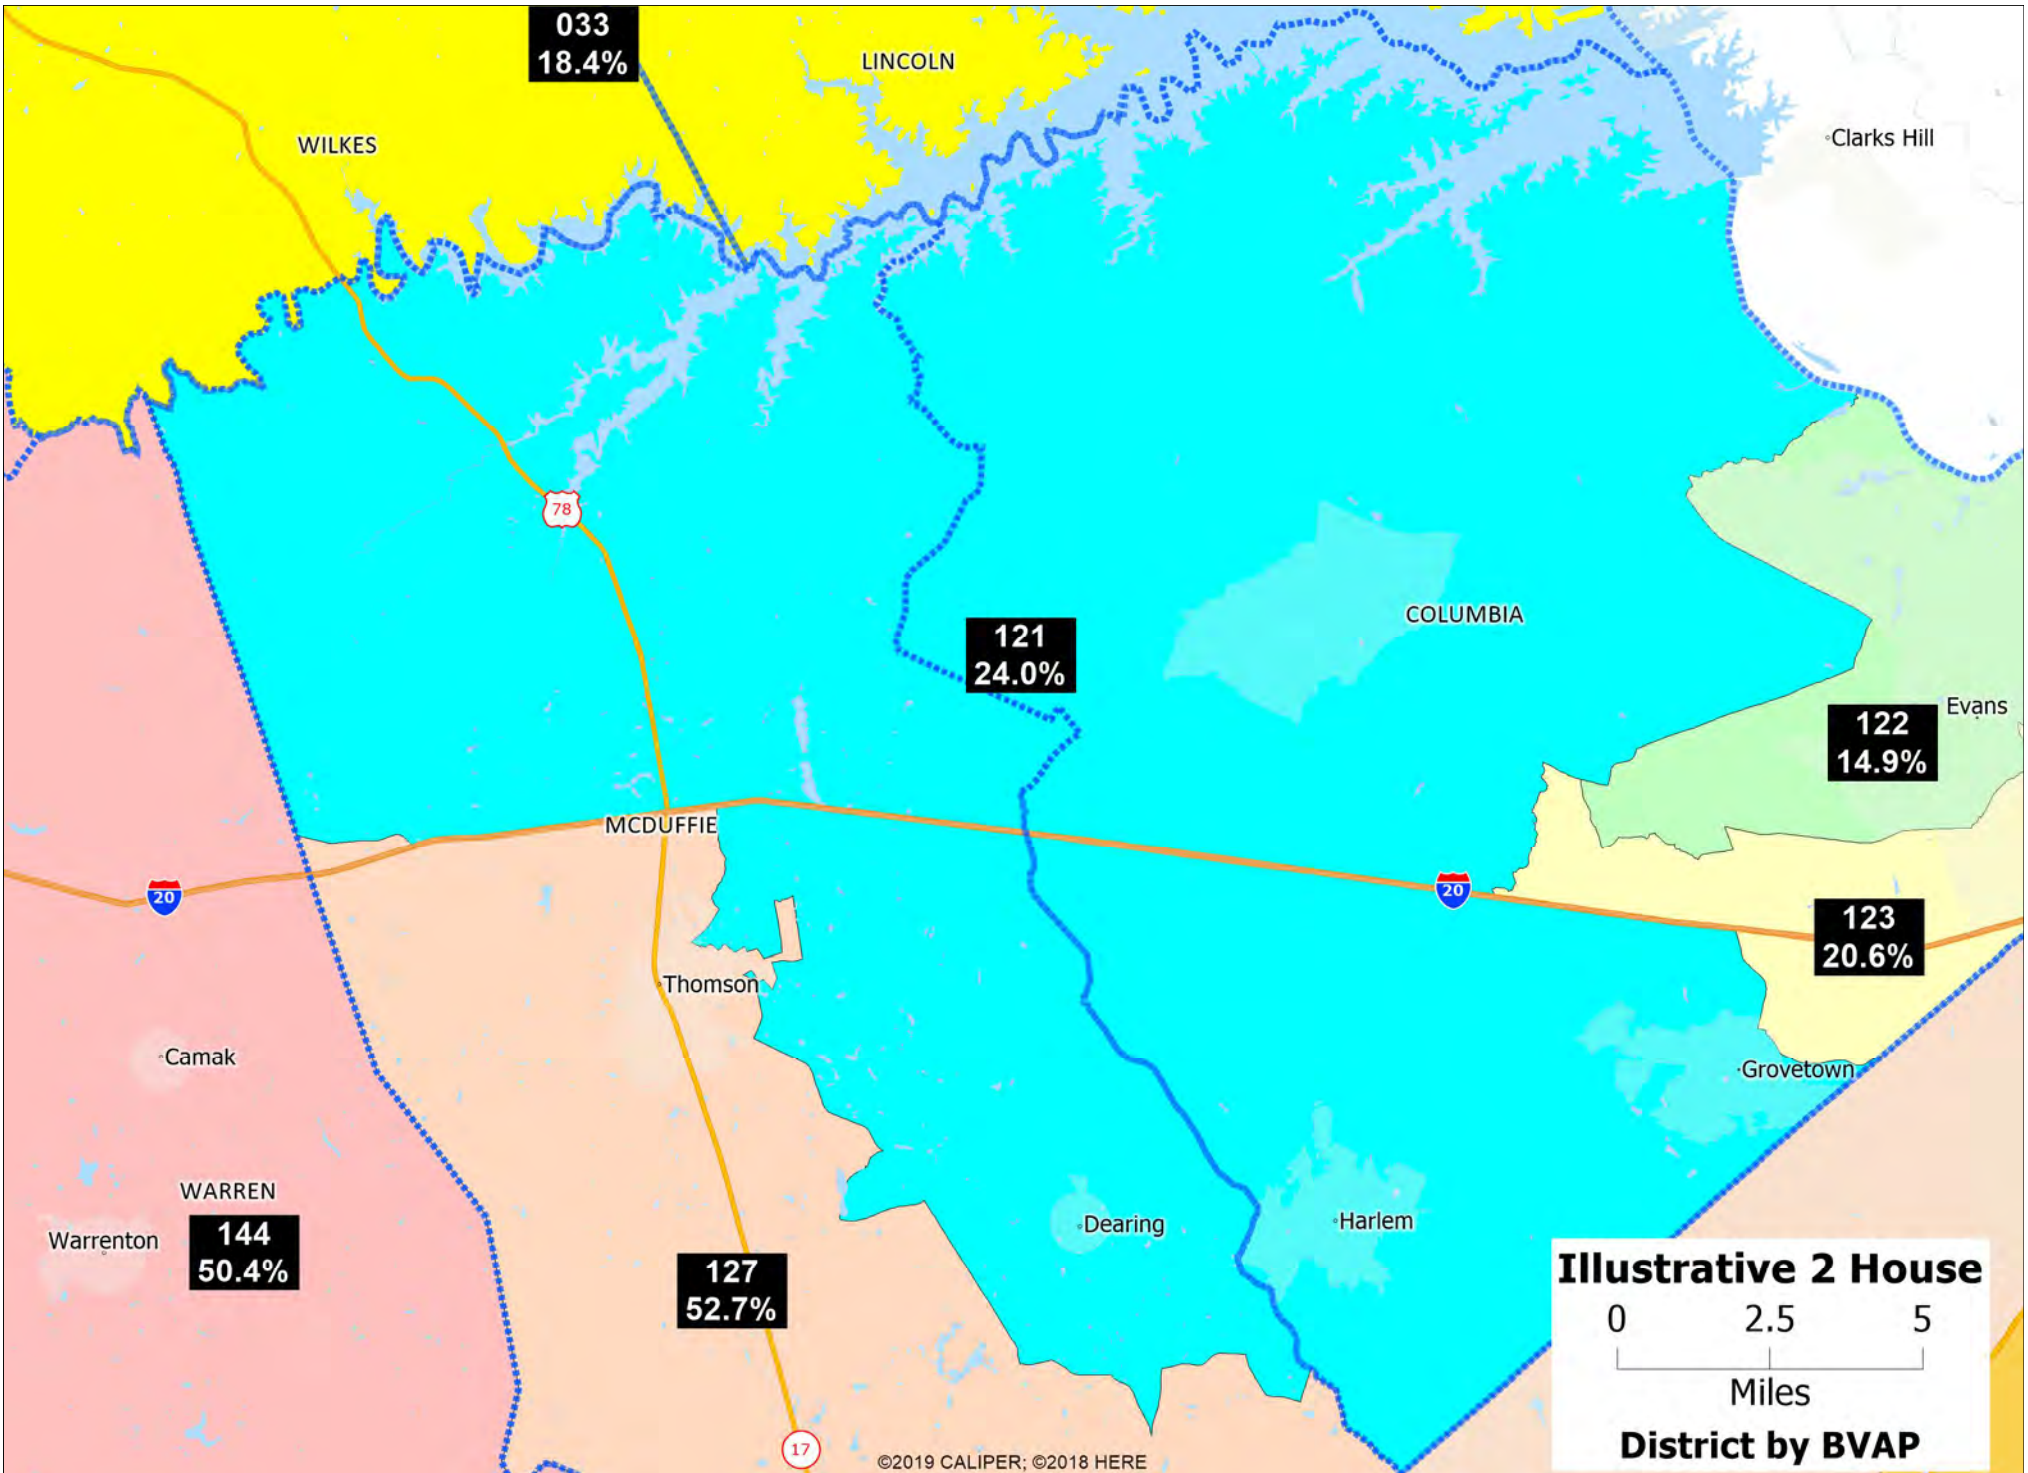 033
18.4%
LINCOLN
WILKES
Clarks Hill
78
121
24.0%
COLUMBIA
Evans
122
14.9%
MCDUFFIE
20
20
123
20.6%
Thomson
Camak
Grovetown
WARREN
144
50.4%
Warrenton
Dearing
Harlem
127
52.7%
Illustrative 2 House
0 2.5 5
Miles
District by BVAP
17
©2019 CALIPER; ©2018 HERE